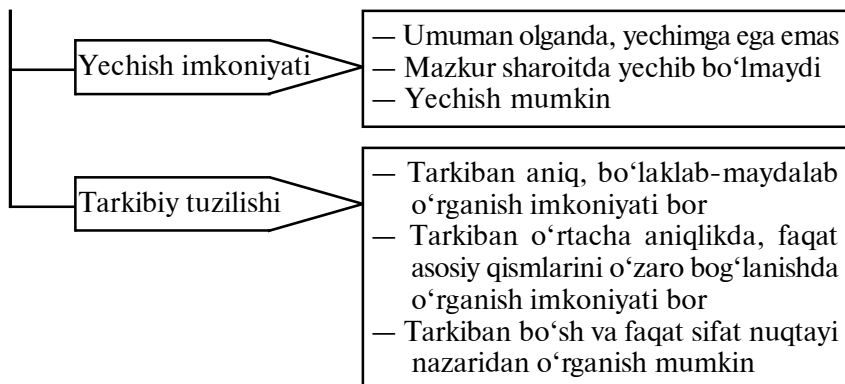 Yechish imkoniyati
— Umuman olganda, yechimga ega emas
— Mazkur sharoitda yechib bo‘lmaydi
— Yechish mumkin
Tarkibiy tuzilishi
— Tarkiban aniq, bo‘laklab-maydalab
o‘rganish imkoniyati bor
— Tarkiban o‘rtacha aniqlikda, faqat
asosiy qismlarini o‘zaro bog‘lanishda
o‘rganish imkoniyati bor
— Tarkiban bo‘sh va faqat sifat nuqtayi
nazaridan o‘rganish mumkin